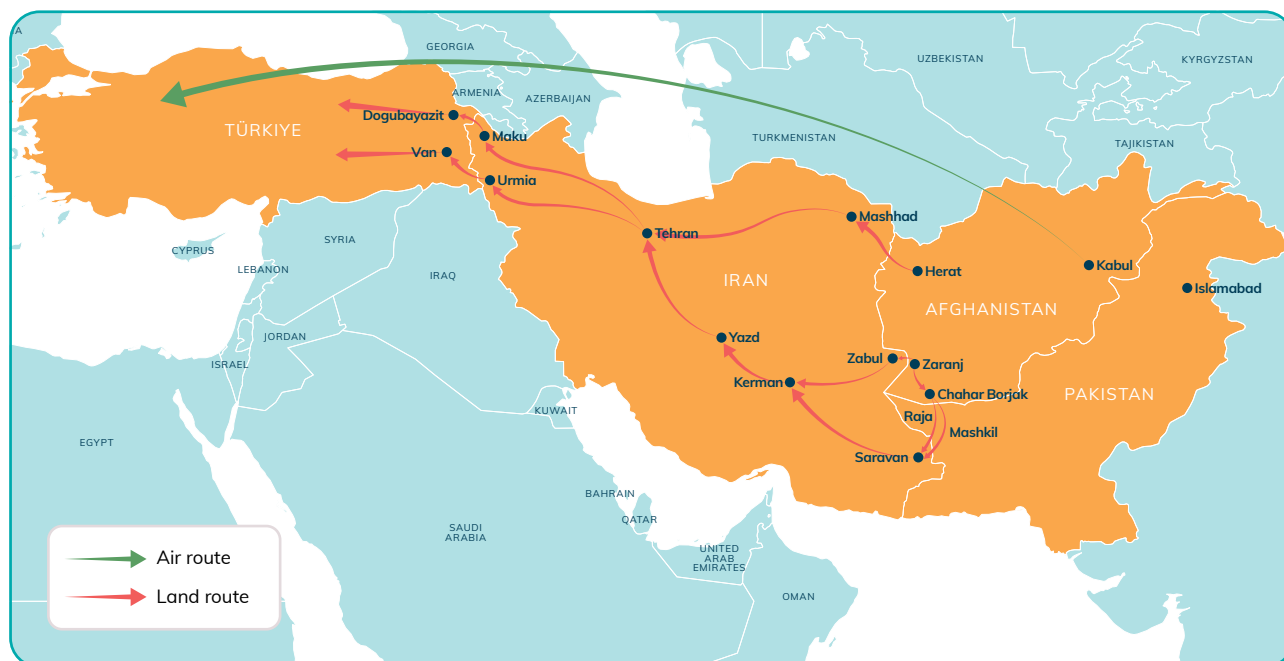 A
GEORGIA
UZBEKISTAN
KYRGYZSTAN
ARMENIA
AZERBAIJAN
Dogubayazit
TÜRKIYE
Maku
TURKMENISTAN
TAJIKISTAN
Van
Urmia
Mashhad
Tehran
SYRIA
CYPRUS
LEBANON
IRAQ
Herat
Kabul
IRAN
Islamabad
AFGHANISTAN
JORDAN
Yazd
ISRAEL
Zabul
Zaranj
Kerman
Chahar Borjak
PAKISTAN
KUWAIT
Raja
Mashkil
EGYPT
Saravan
BAHRAIN
QATAR
SAUDI
ARABIA
UNITED
ARAB
EMIRATES
OMAN
Air route
Land route